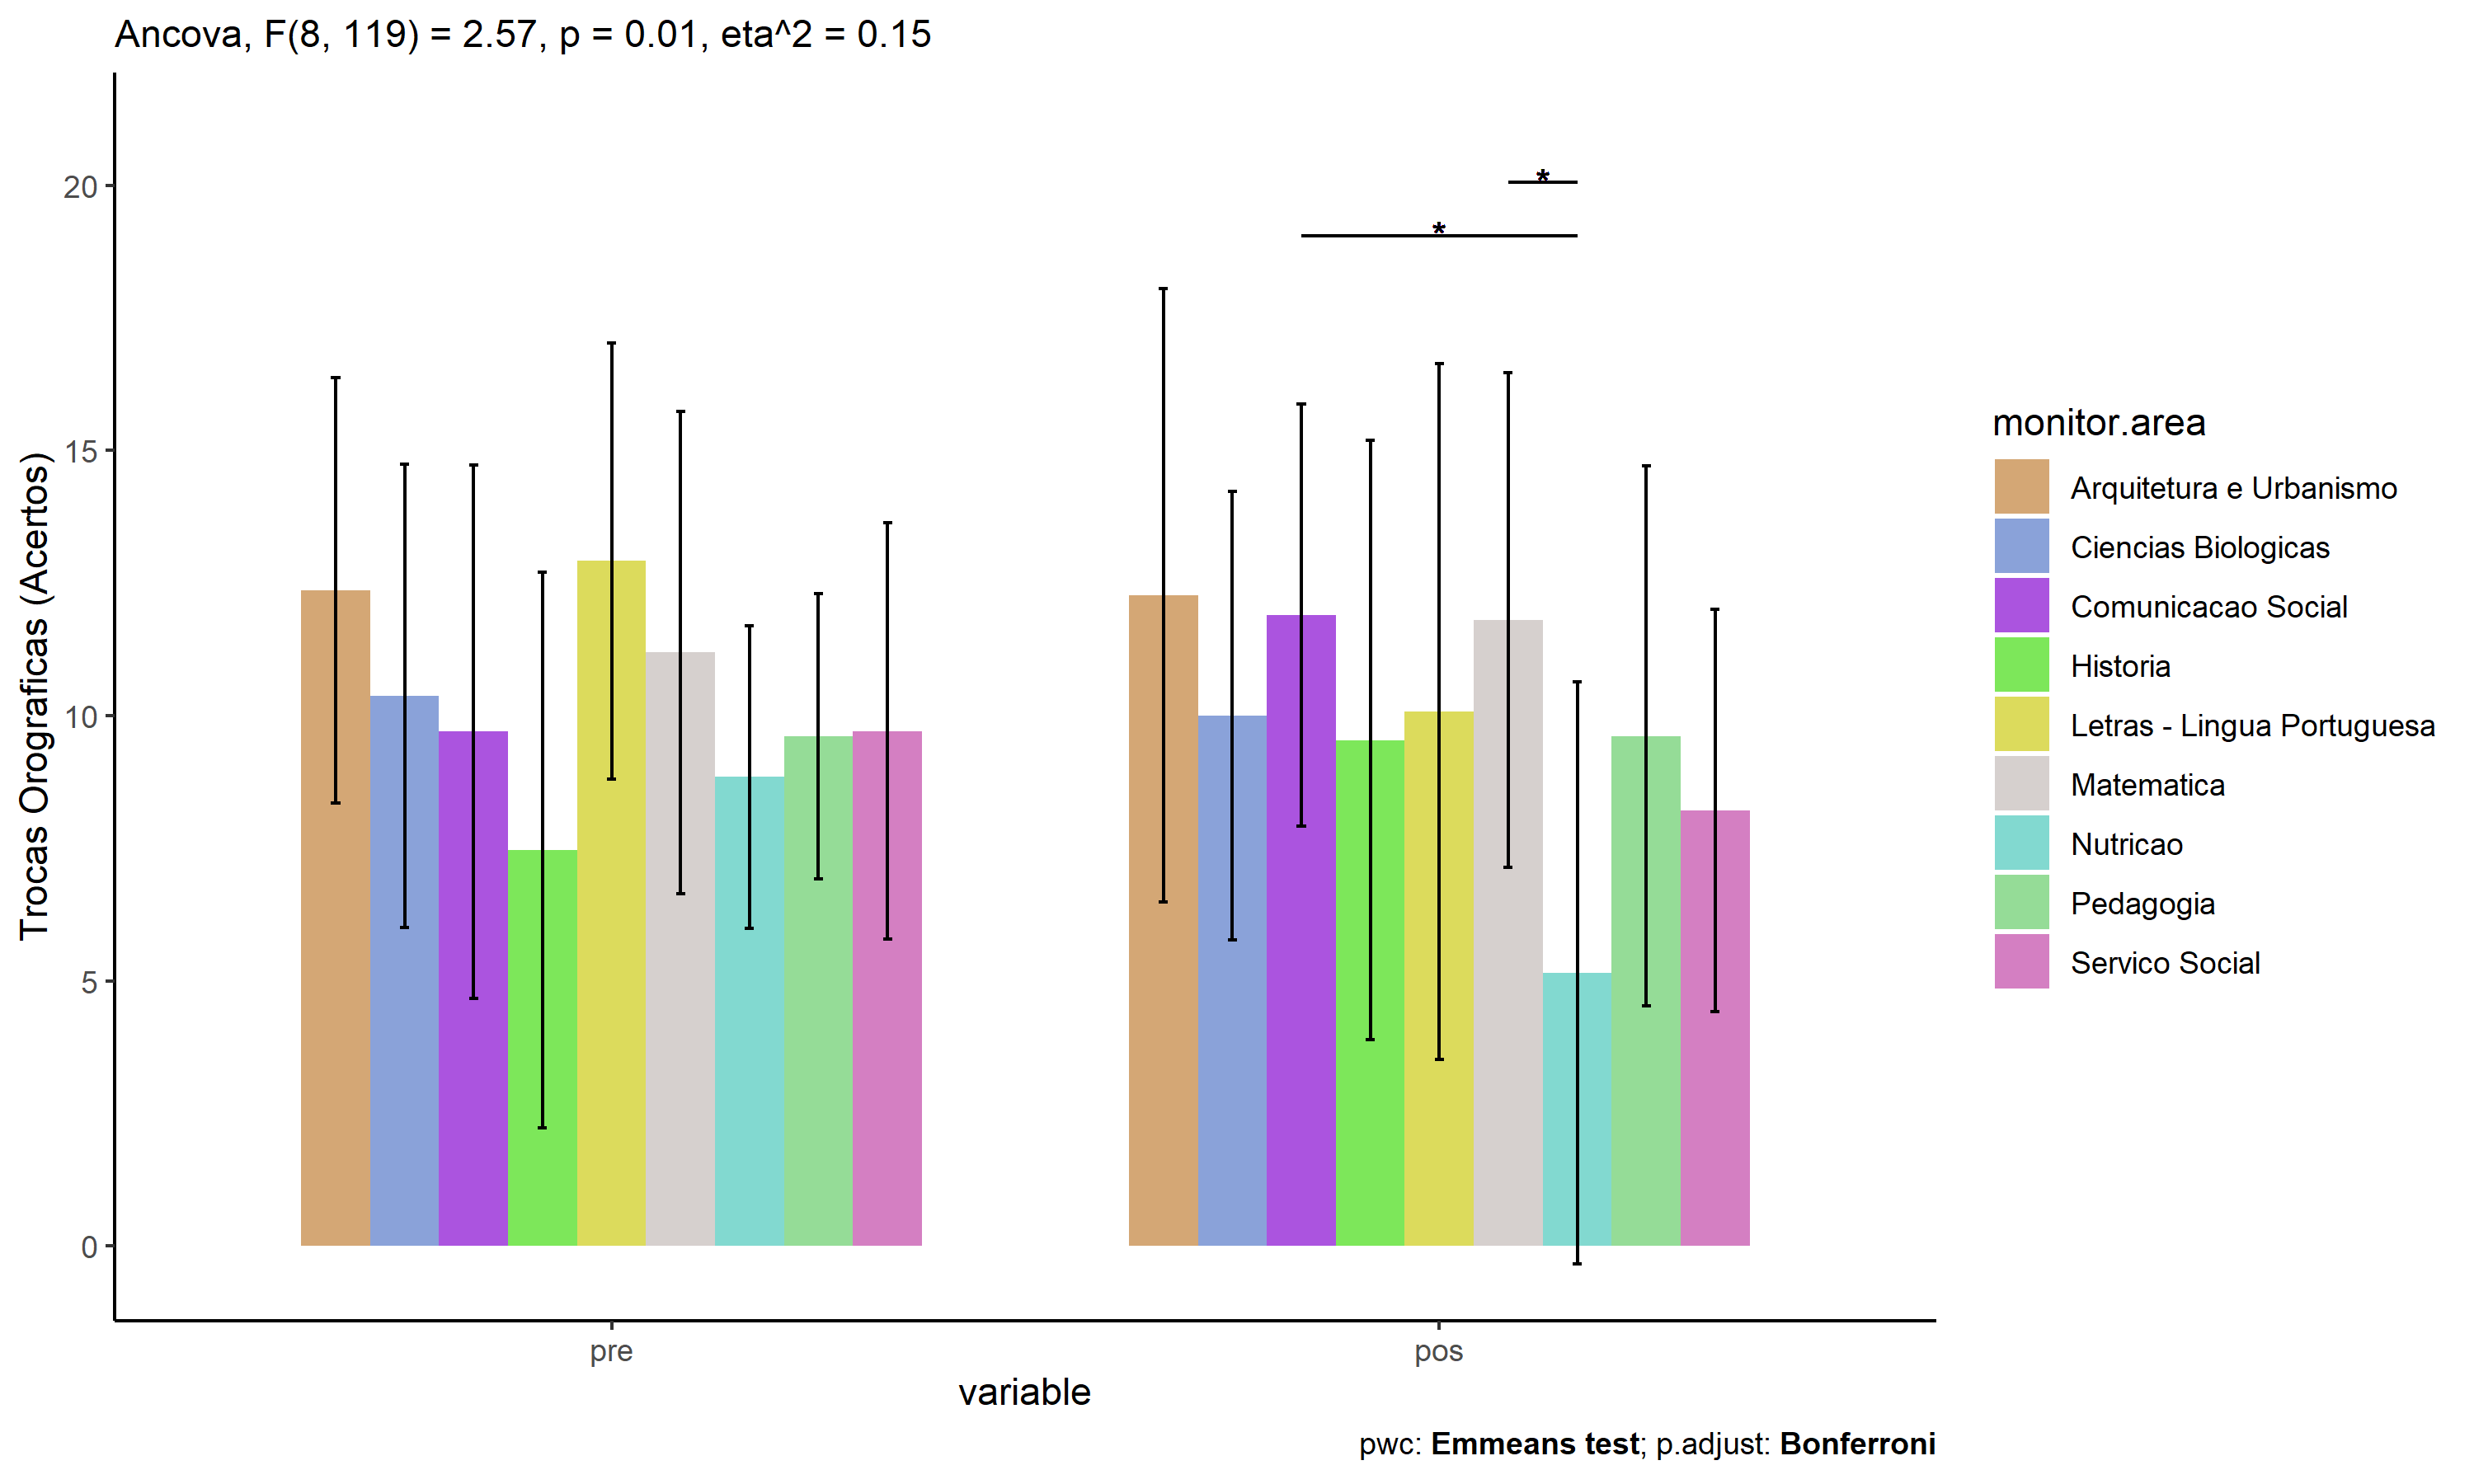 Ancova, F(8, 119) = 2.57, p = 0.01, eta^2 = 0.15
Trocas Orograficas (Acertos)
20
15
10
5
0
*
*
pre
pos
variable
monitor.area
Arquitetura e Urbanismo
Ciencias Biologicas
Comunicacao Social
Historia
Letras - Lingua Portuguesa
Matematica
Nutricao
Pedagogia
Servico Social
pwc: Emmeans test; p.adjust: Bonferroni